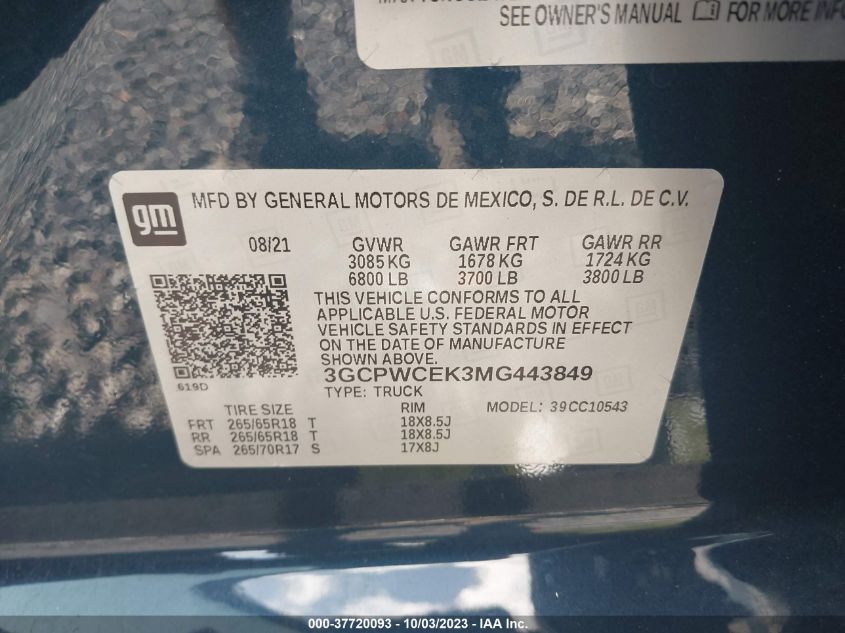 SEE OWNER'S MANUAL FOR MORE
gm
MFD BY GENERAL MOTORS DE MEXICO, S. DE R.L. DE C.V.
08/21 GVWR GAWR FRT GAWR RR
3085 KG 1678 KG 1724 KG
6800 LB 3700 LB 3800 LB
THIS VEHICLE CONFORMS TO ALL
APPLICABLE U.S. FEDERAL MOTOR
VEHICLE SAFETY STANDARDS IN EFFECT
ON THE DATE OF MANUFACTURE
SHOWN ABOVE.
619D
3GCPWCEK3MG443849
TYPE: TRUCK
TIRE SIZE RIM MODEL: 39CC10543
FRT 265/65R18 T 18X8.5J
RR 265/65R18 T 18X8.5J
SPA 265/70R17 S 17X8J
000-37720093 - 10/03/2023 - IAA Inc.